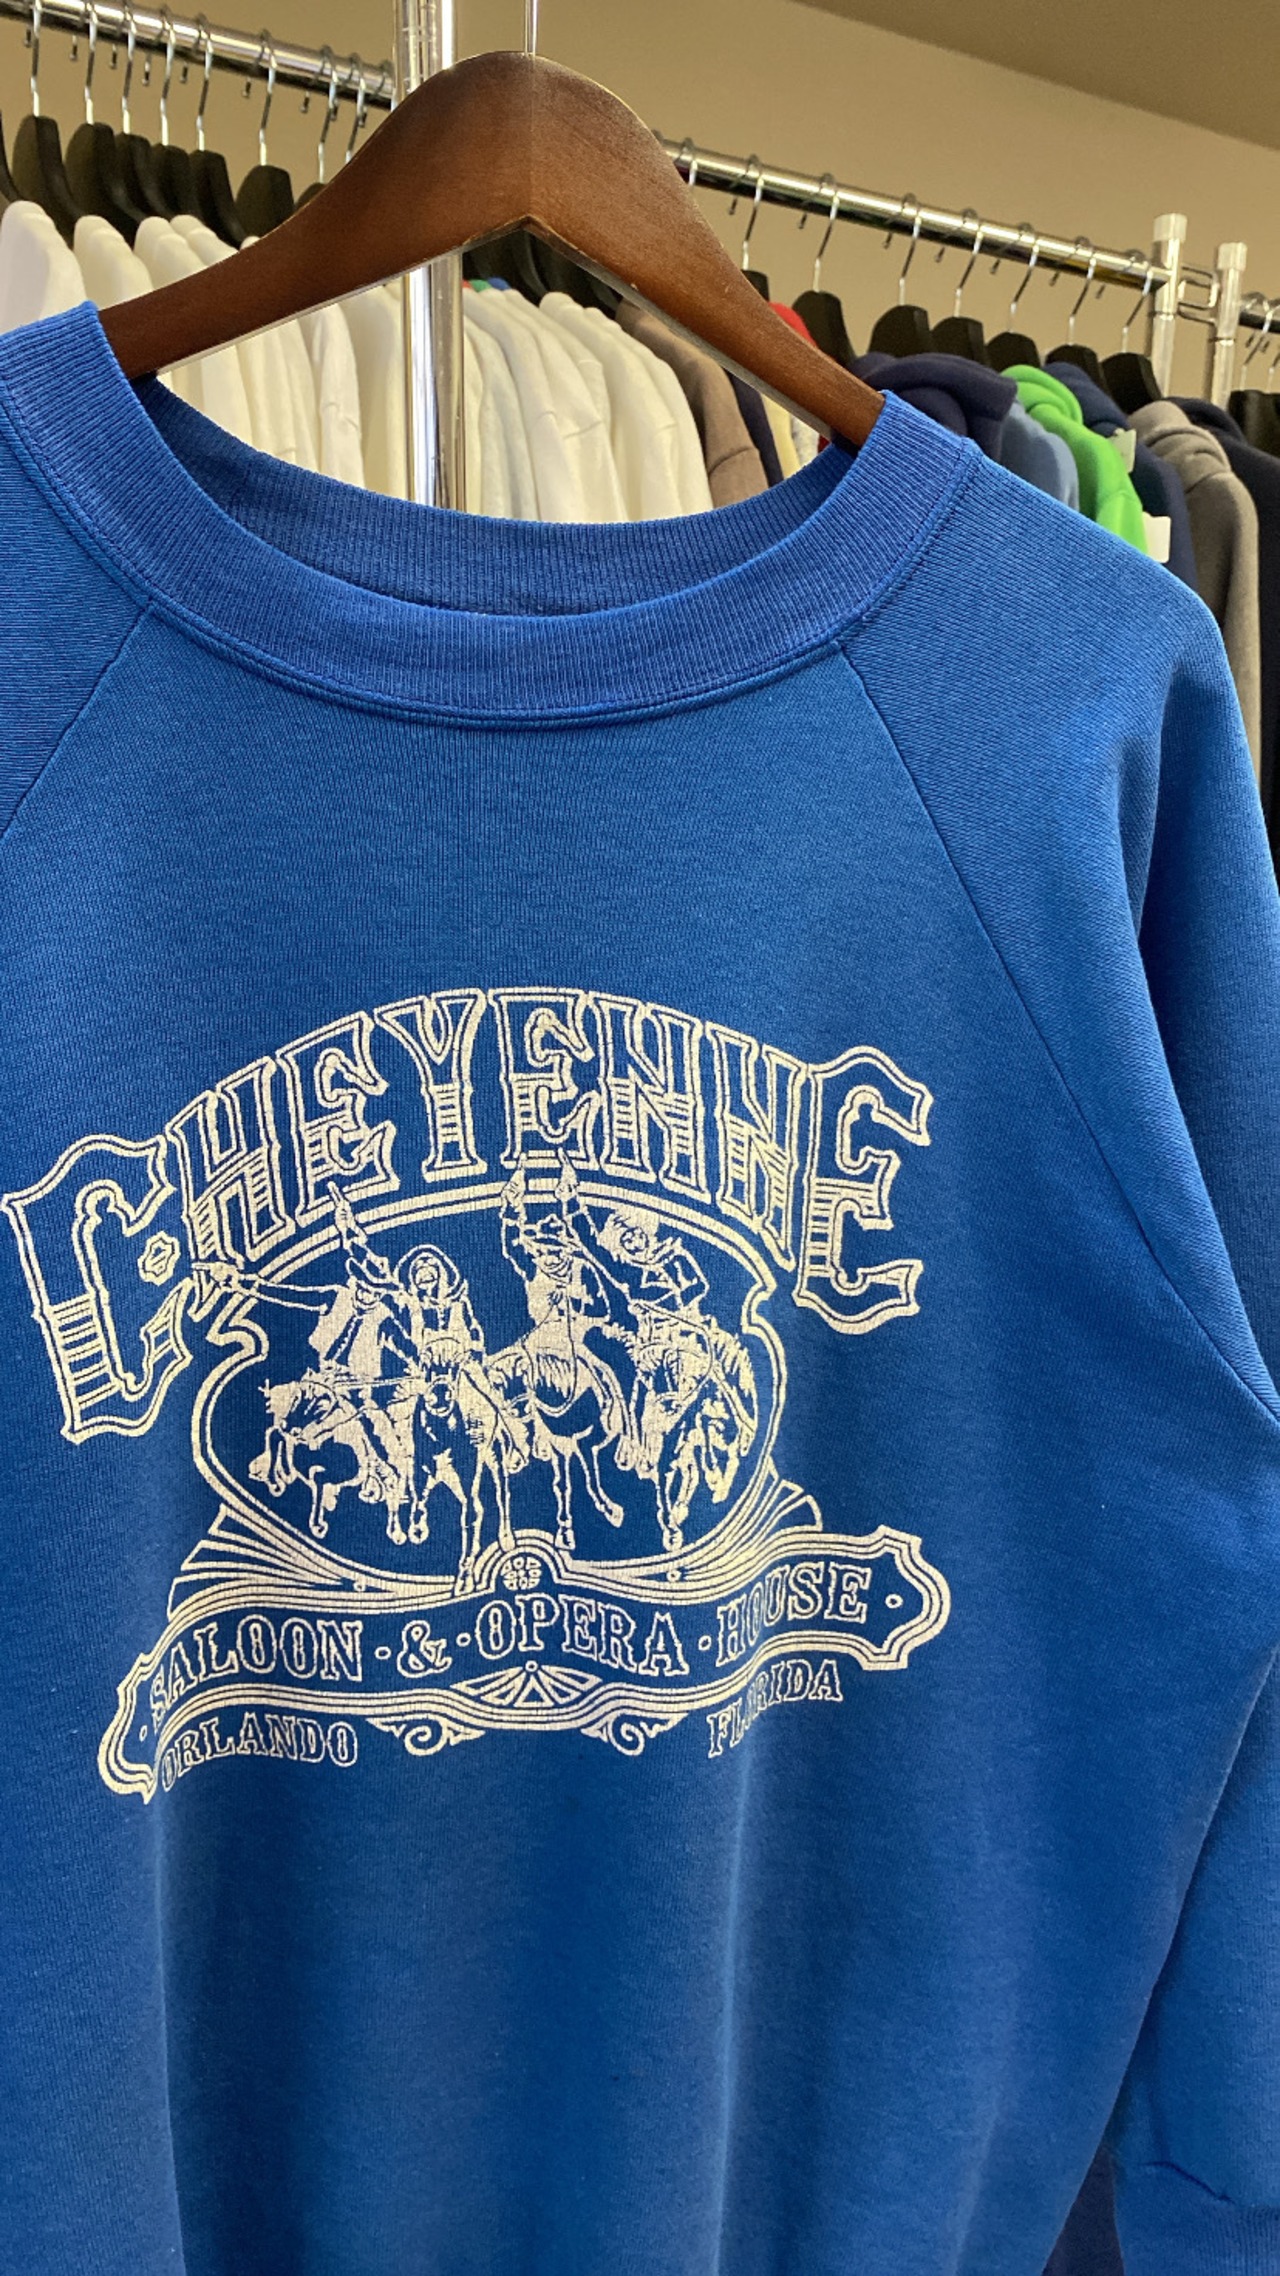 CHEYENNE
SALOON · & · OPERA · HOUSE
ORLANDO FLORIDA